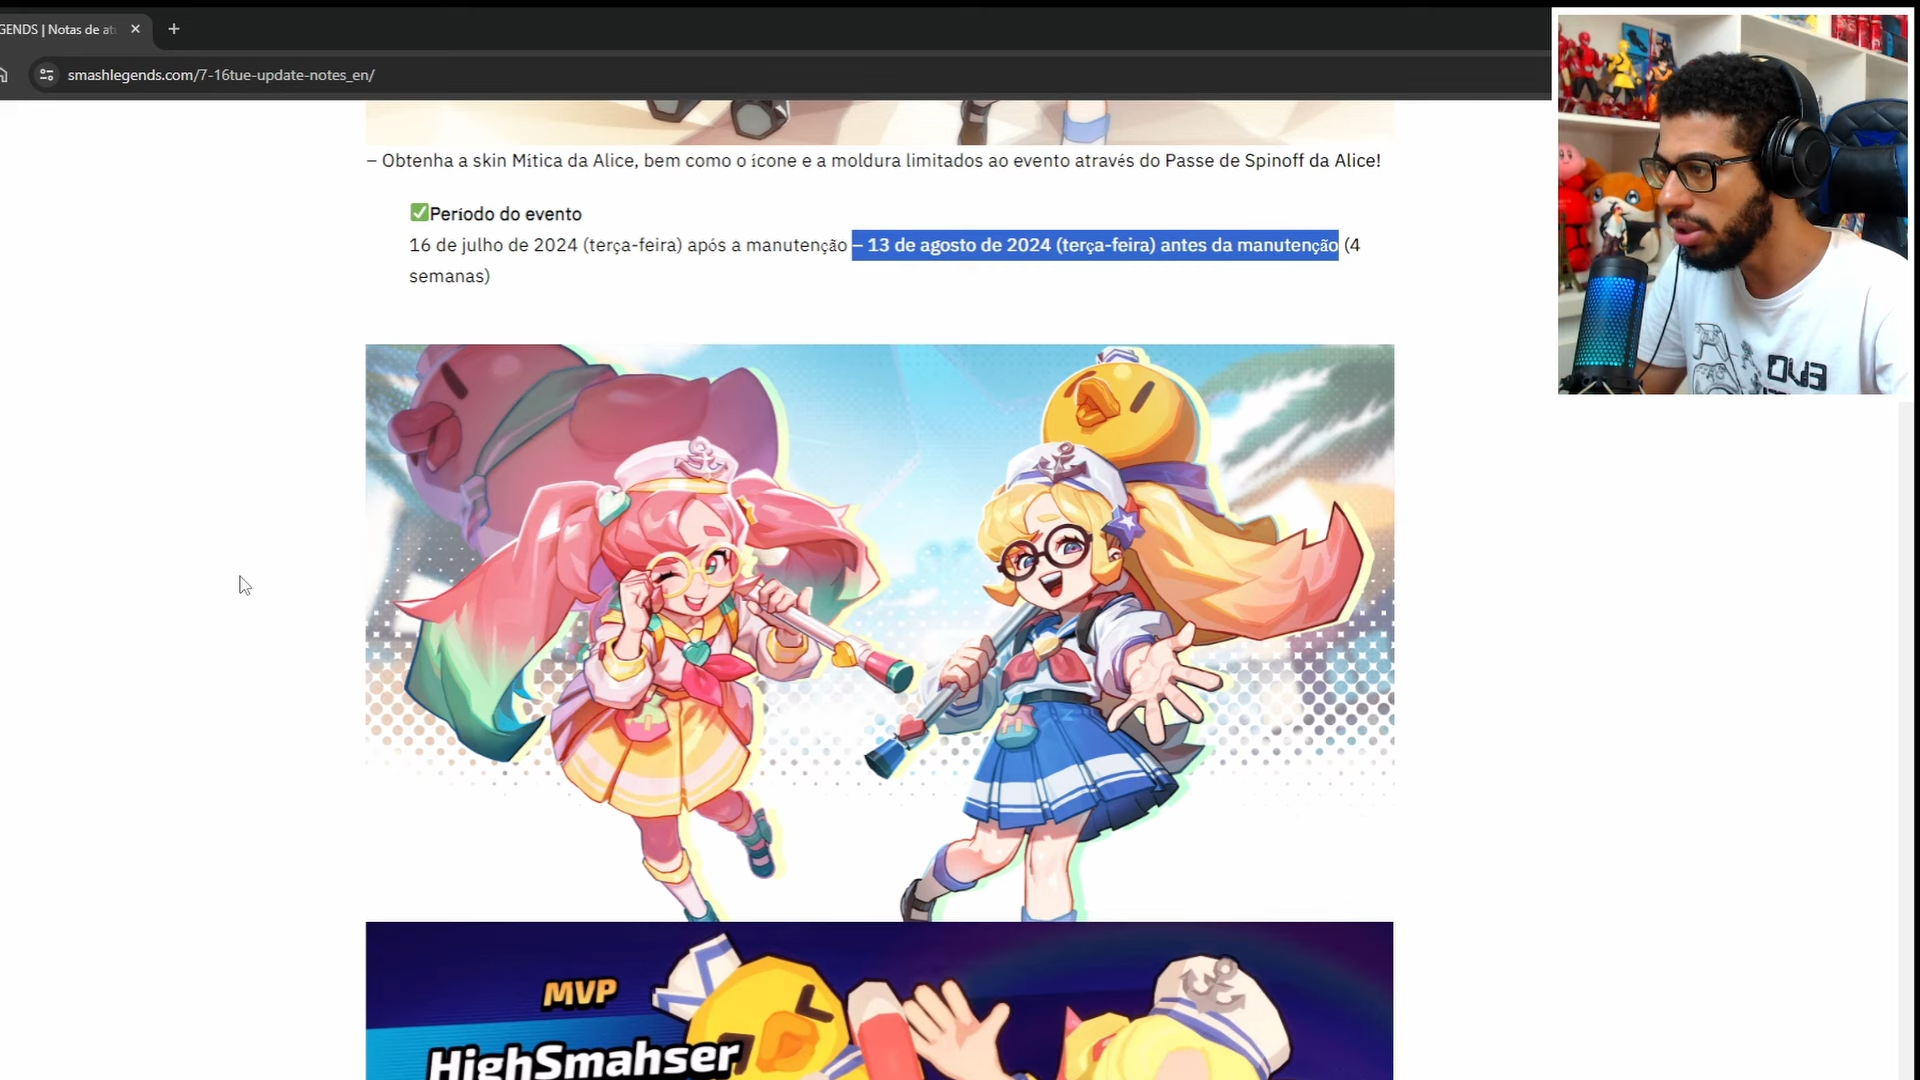 GENDS | Notas de at
smashlegends.com/7-16tue-update-notes_en/
– Obtenha a skin Mítica da Alice, bem como o ícone e a moldura limitados ao evento através do Passe de Spinoff da Alice!
✅Período do evento
16 de julho de 2024 (terça-feira) após a manutenção – 13 de agosto de 2024 (terça-feira) antes da manutenção (4
semanas)
MVP
HighSmahser